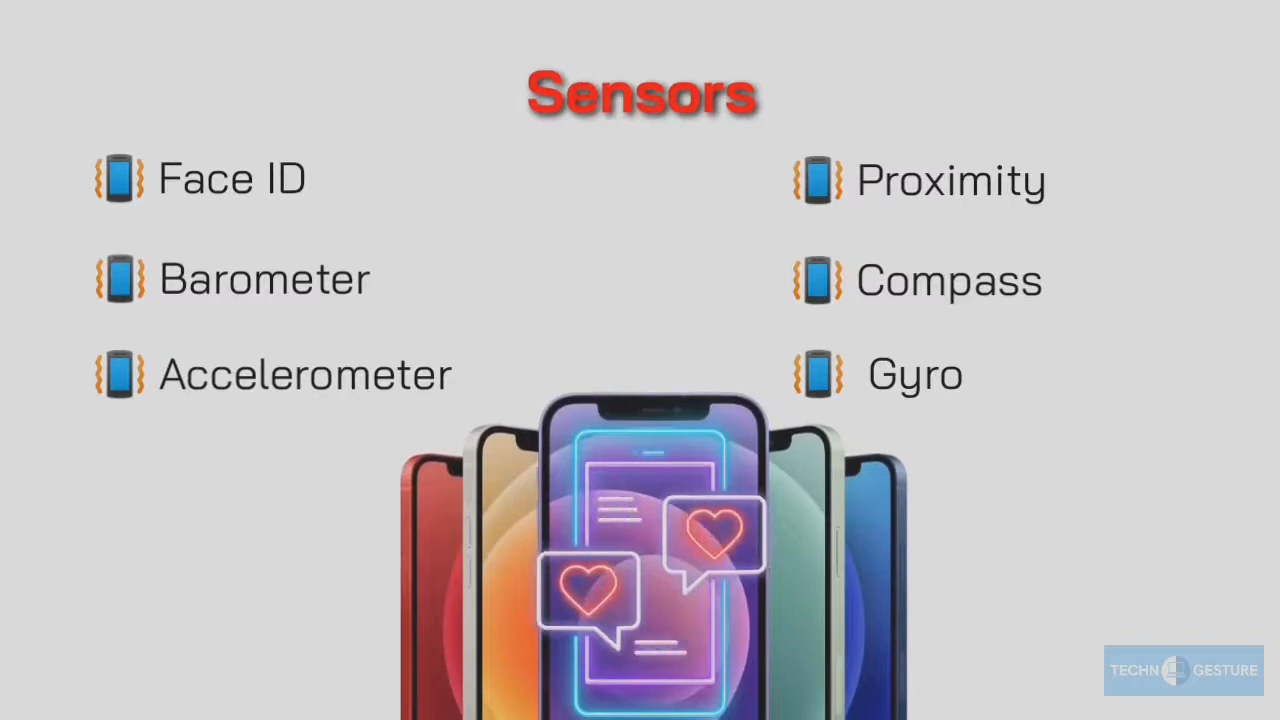 Sensors
Face ID
Proximity
Barometer
Compass
Accelerometer
Gyro
TECHN GESTURE